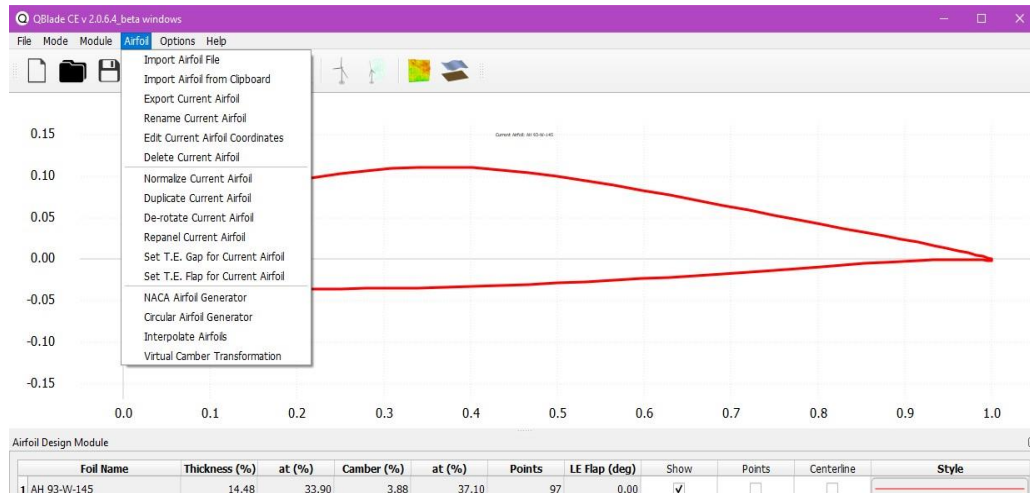 QBlade CE v 2.0.6.4_beta windows
File Mode Module Airfoil Options Help
Import Airfoil File
Import Airfoil from Clipboard
Export Current Airfoil
Rename Current Airfoil
Edit Current Airfoil Coordinates
Delete Current Airfoil
Normalize Current Airfoil
Duplicate Current Airfoil
De-rotate Current Airfoil
Repanel Current Airfoil
Set T.E. Gap for Current Airfoil
Set T.E. Flap for Current Airfoil
NACA Airfoil Generator
Circular Airfoil Generator
Interpolate Airfoils
Virtual Camber Transformation
Current Airfoil: AH 93-W-145
0.15
0.10
0.05
0.00
-0.05
-0.10
-0.15
0.0 0.1 0.2 0.3 0.4 0.5 0.6 0.7 0.8 0.9 1.0
Airfoil Design Module
Foil Name Thickness (%) at (%) Camber (%) at (%) Points LE Flap (deg) Show Points Centerline Style
1 AH 93-W-145 14.48 33.90 3.88 37.10 97 0.00